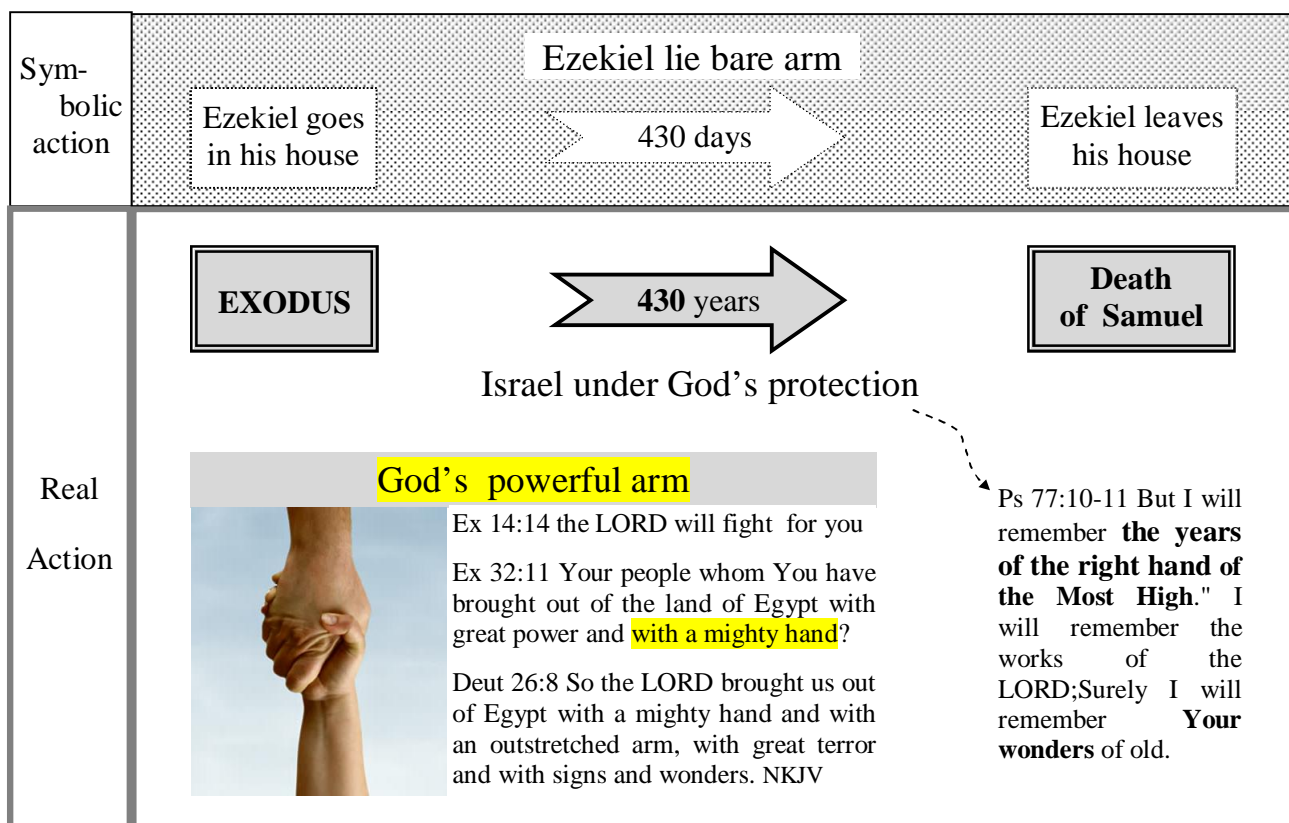 Sym-
bolic
action
Ezekiel lie bare arm
Ezekiel goes
in his house
430 days
Ezekiel leaves
his house
Real
Action
EXODUS
430 years
Death
of Samuel
Israel under God’s protection
God’s powerful arm
Ex 14:14 the LORD will fight for you
Ex 32:11 Your people whom You have
brought out of the land of Egypt with
great power and with a mighty hand?
Deut 26:8 So the LORD brought us out
of Egypt with a mighty hand and with
an outstretched arm, with great terror
and with signs and wonders. NKJV
Ps 77:10-11 But I will
remember the years
of the right hand of
the Most High." I
will remember the
works of the
LORD;Surely I will
remember Your
wonders of old.